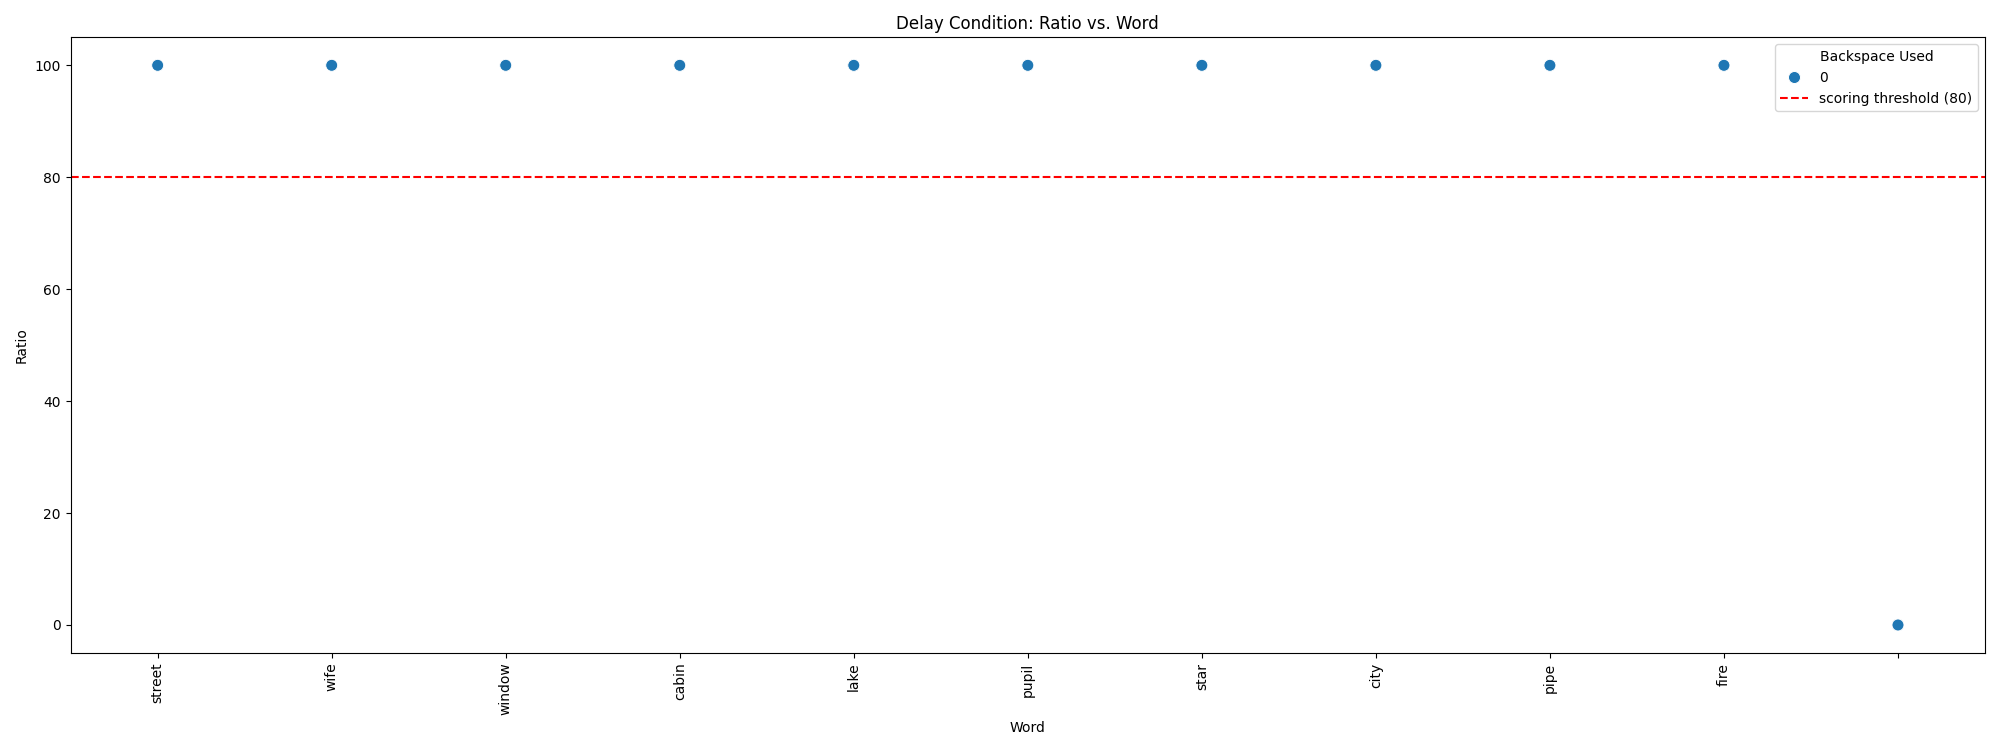 Delay Condition: Ratio vs. Word
Backspace Used
0
scoring threshold (80)
100
80
60
40
20
0
Ratio
street
wife
window
cabin
lake
pupil
star
city
pipe
fire
Word